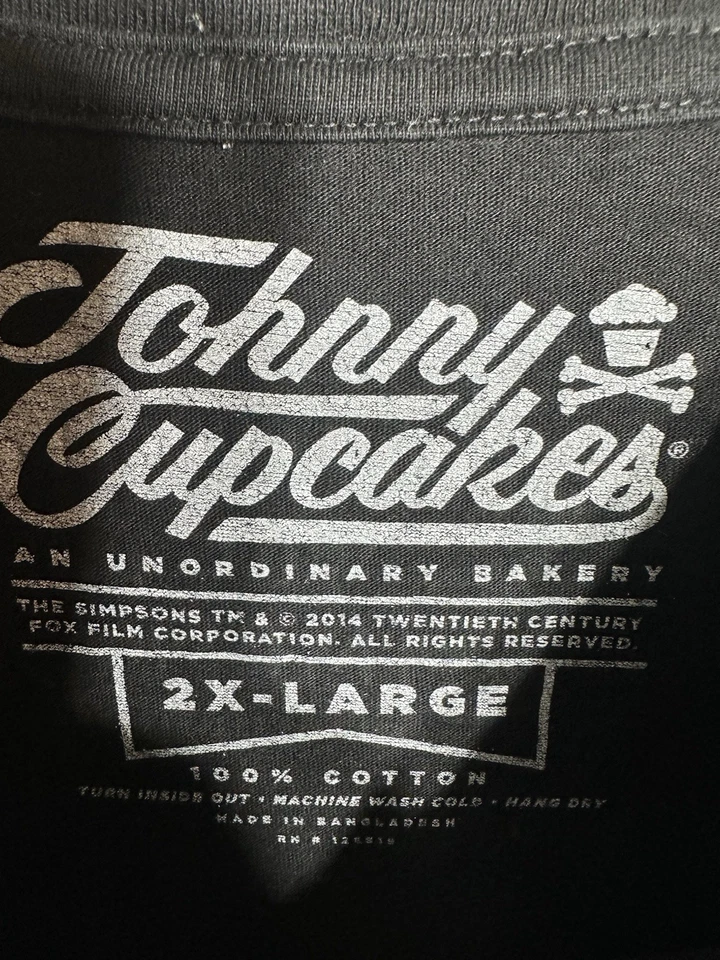 Johnny
Cupcakes®
AN UNORDINARY BAKERY
THE SIMPSONS TM & © 2014 TWENTIETH CENTURY
FOX FILM CORPORATION. ALL RIGHTS RESERVED.
2X-LARGE
100% COTTON
TURN INSIDE OUT • MACHINE WASH COLD • HANG DRY
MADE IN BANGLADESH
RN #